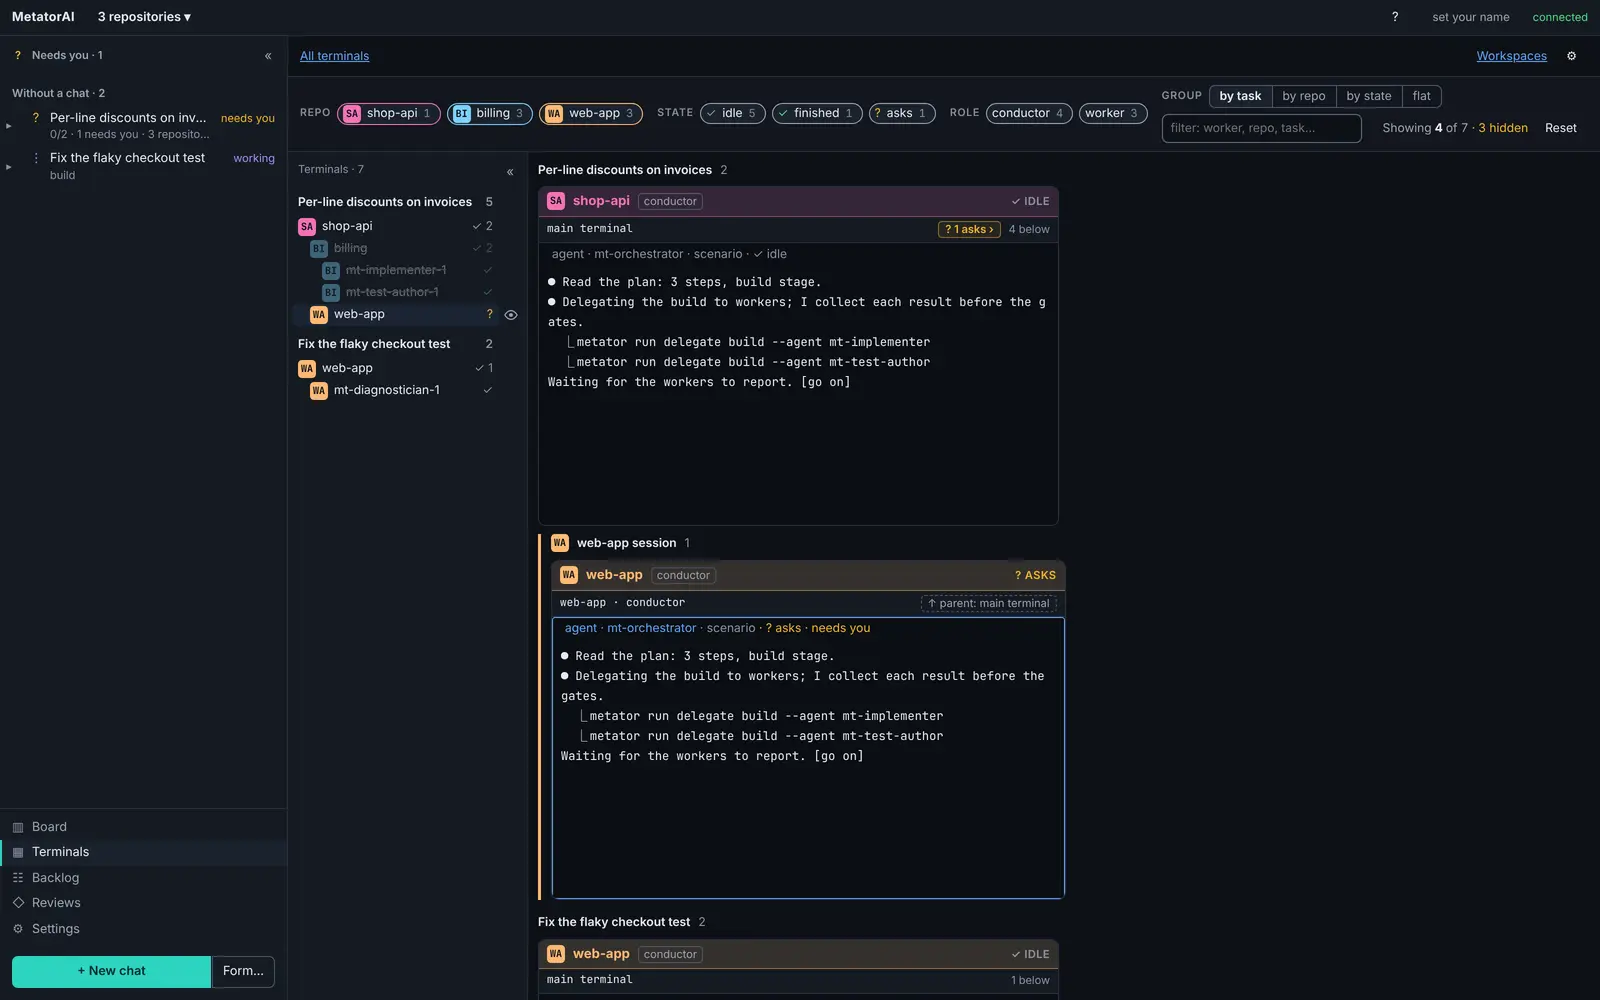 MetatorAI 3 repositories ▾ ? set your name connected
? Needs you · 1 «
Without a chat · 2
▸ ? Per-line discounts on inv... needs you
0/2 · 1 needs you · 3 reposito...
▸ ⋮ Fix the flaky checkout test working
build
Board
Terminals
Backlog
Reviews
Settings
+ New chat Form...
All terminals Workspaces
REPO SA shop-api 1 BI billing 3 WA web-app 3 STATE ✓ idle 5 ✓ finished 1 ? asks 1 ROLE conductor 4 worker 3
GROUP by task by repo by state flat
filter: worker, repo, task... Showing 4 of 7 · 3 hidden Reset
Terminals · 7 «
Per-line discounts on invoices 5
SA shop-api ✓ 2
BI billing ✓ 2
BI mt-implementer-1 ✓
BI mt-test-author-1 ✓
WA web-app ?
Fix the flaky checkout test 2
WA web-app ✓ 1
WA mt-diagnostician-1 ✓
Per-line discounts on invoices 2
SA shop-api conductor ✓ IDLE
main terminal ? 1 asks › 4 below
agent · mt-orchestrator · scenario · ✓ idle
● Read the plan: 3 steps, build stage.
● Delegating the build to workers; I collect each result before the g
ates.
⎿metator run delegate build --agent mt-implementer
⎿metator run delegate build --agent mt-test-author
Waiting for the workers to report. [go on]
WA web-app session 1
WA web-app conductor ? ASKS
web-app · conductor ↑ parent: main terminal
agent · mt-orchestrator · scenario · ? asks · needs you
● Read the plan: 3 steps, build stage.
● Delegating the build to workers; I collect each result before the
gates.
⎿metator run delegate build --agent mt-implementer
⎿metator run delegate build --agent mt-test-author
Waiting for the workers to report. [go on]
Fix the flaky checkout test 2
WA web-app conductor ✓ IDLE
main terminal 1 below